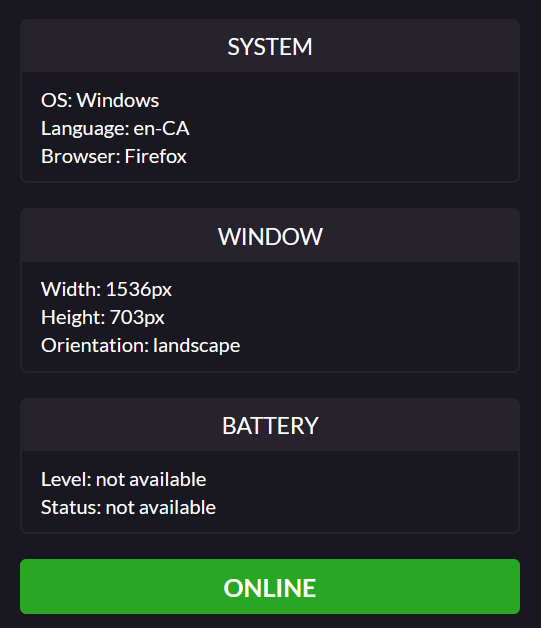 SYSTEM
OS: Windows
Language: en-CA
Browser: Firefox
WINDOW
Width: 1536px
Height: 703px
Orientation: landscape
BATTERY
Level: not available
Status: not available
ONLINE